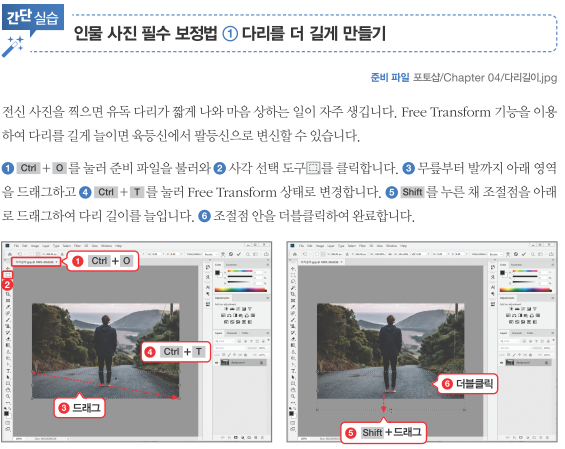 간단 실습
인물 사진 필수 보정법 ① 다리를 더 길게 만들기
준비 파일 포토샵/Chapter 04/다리길이.jpg
전신 사진을 찍으면 유독 다리가 짧게 나와 마음 상하는 일이 자주 생깁니다. Free Transform 기능을 이용
하여 다리를 길게 늘이면 육등신에서 팔등신으로 변신할 수 있습니다.
① Ctrl + O 를 눌러 준비 파일을 불러와 ② 사각 선택 도구를 클릭합니다. ③ 무릎부터 발까지 아래 영역
을 드래그하고 ④ Ctrl + T 를 눌러 Free Transform 상태로 변경합니다. ⑤ Shift 를 누른 채 조절점을 아래
로 드래그하여 다리 길이를 늘입니다. ⑥ 조절점 안을 더블클릭하여 완료합니다.
① Ctrl + O
②
④ Ctrl + T
③ 드래그
⑥ 더블클릭
⑤ Shift + 드래그